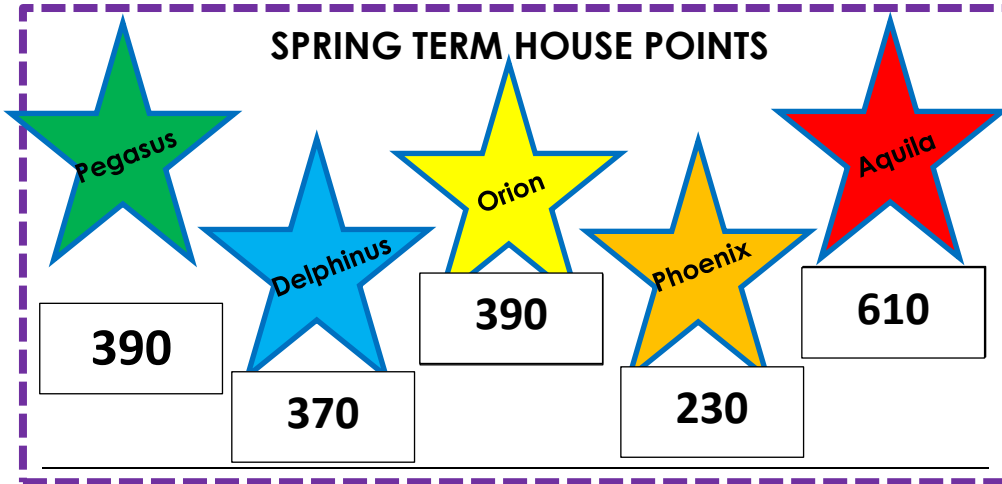 SPRING TERM HOUSE POINTS
Pegasus
Delphinus
Orion
Phoenix
Aquila
390
370
390
230
610